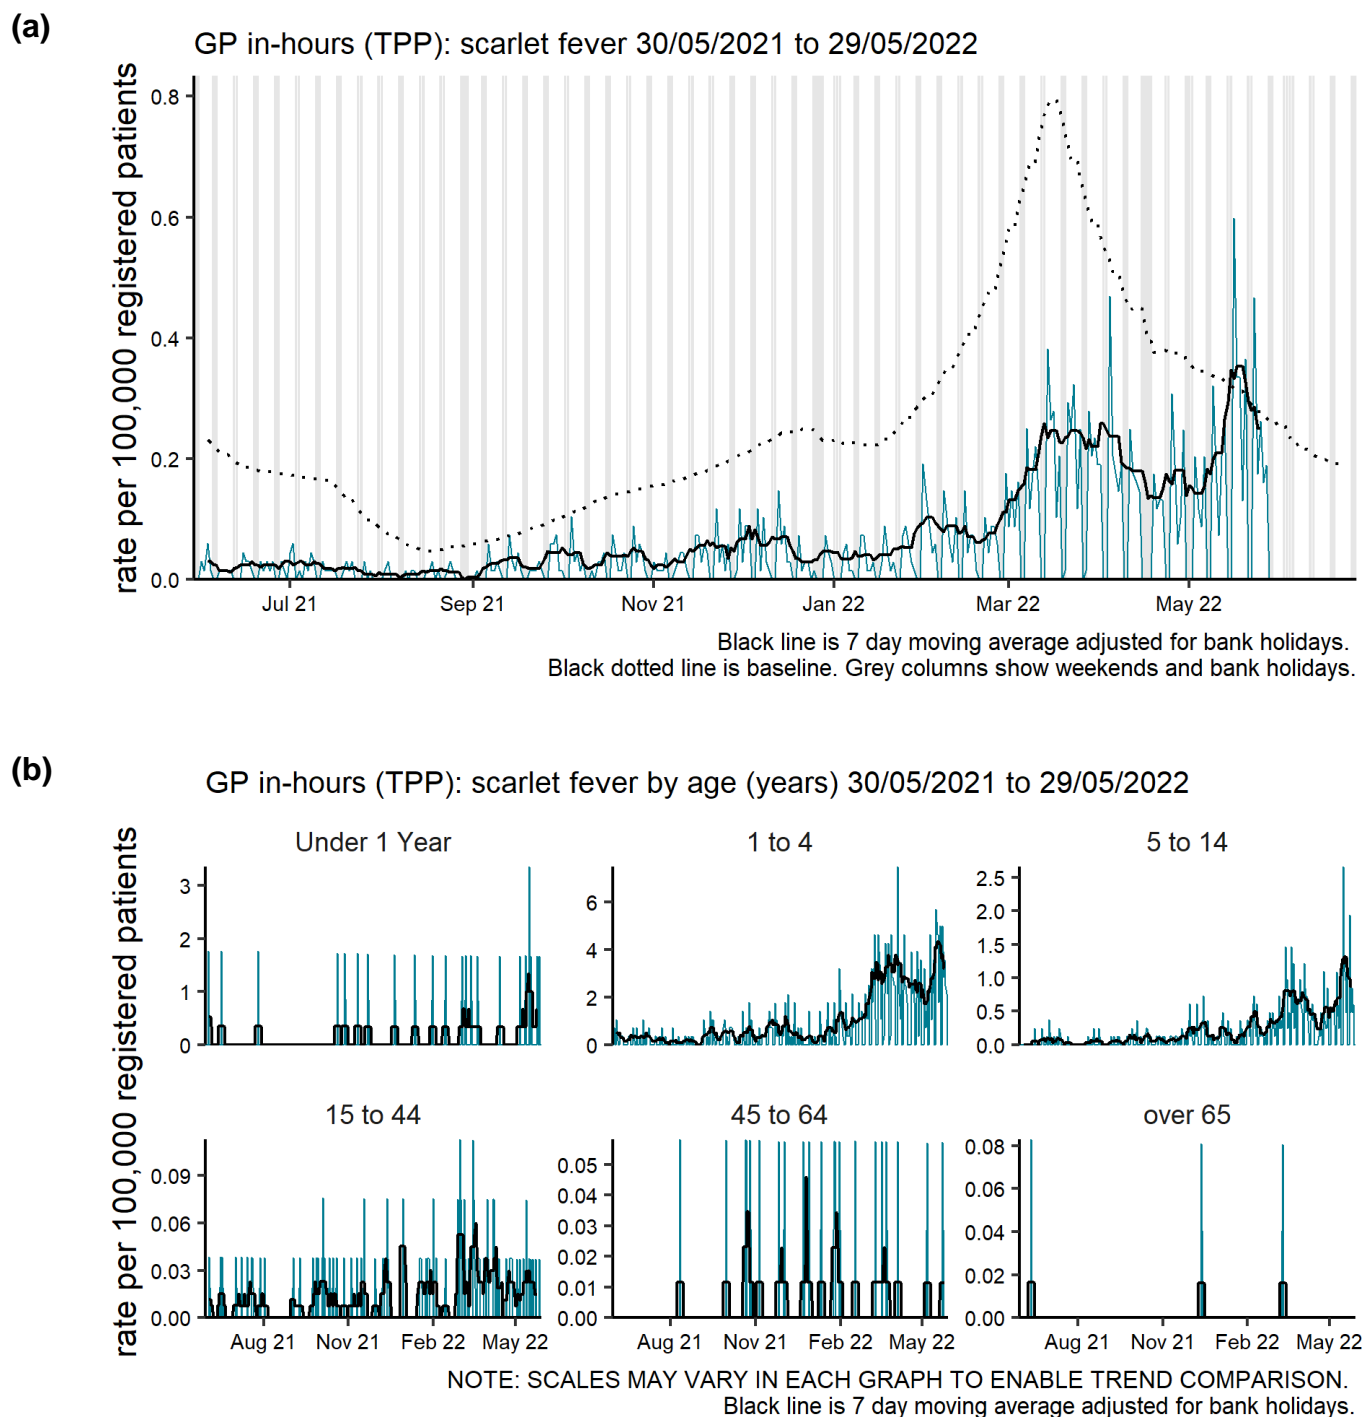 (a)
GP in-hours (TPP): scarlet fever 30/05/2021 to 29/05/2022
rate per 100,000 registered patients
0.8
0.6
0.4
0.2
0.0
Jul 21 Sep 21 Nov 21 Jan 22 Mar 22 May 22
Black line is 7 day moving average adjusted for bank holidays.
Black dotted line is baseline. Grey columns show weekends and bank holidays.
(b)
GP in-hours (TPP): scarlet fever by age (years) 30/05/2021 to 29/05/2022
rate per 100,000 registered patients
Under 1 Year
3
2
1
0
1 to 4
6
4
2
0
5 to 14
2.5
2.0
1.5
1.0
0.5
0.0
15 to 44
0.09
0.06
0.03
0.00
Aug 21 Nov 21 Feb 22 May 22
45 to 64
0.05
0.04
0.03
0.02
0.01
0.00
Aug 21 Nov 21 Feb 22 May 22
over 65
0.08
0.06
0.04
0.02
0.00
Aug 21 Nov 21 Feb 22 May 22
NOTE: SCALES MAY VARY IN EACH GRAPH TO ENABLE TREND COMPARISON.
Black line is 7 day moving average adjusted for bank holidays.